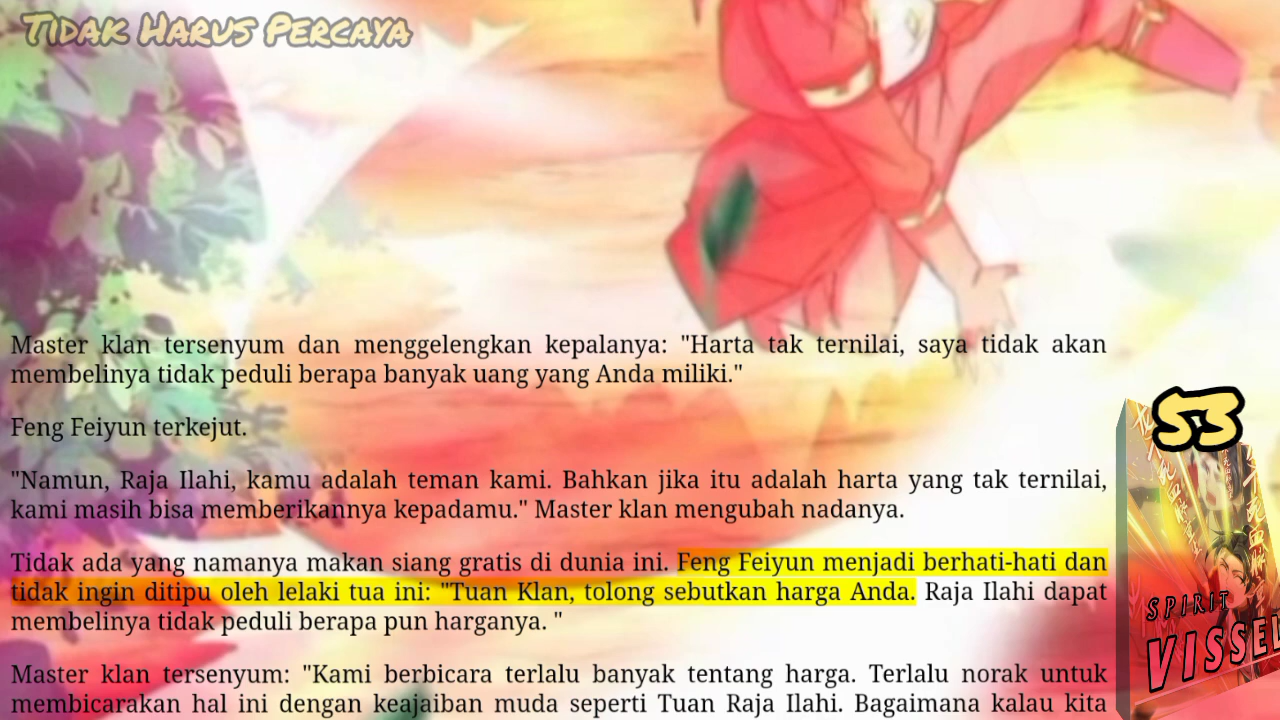 Tidak Harus Percaya
Master klan tersenyum dan menggelengkan kepalanya: "Harta tak ternilai, saya tidak akan
membelinya tidak peduli berapa banyak uang yang Anda miliki."
Feng Feiyun terkejut.
"Namun, Raja Ilahi, kamu adalah teman kami. Bahkan jika itu adalah harta yang tak ternilai,
kami masih bisa memberikannya kepadamu." Master klan mengubah nadanya.
Tidak ada yang namanya makan siang gratis di dunia ini. Feng Feiyun menjadi berhati-hati dan
tidak ingin ditipu oleh lelaki tua ini: "Tuan Klan, tolong sebutkan harga Anda. Raja Ilahi dapat
membelinya tidak peduli berapa pun harganya. "
Master klan tersenyum: "Kami berbicara terlalu banyak tentang harga. Terlalu norak untuk
membicarakan hal ini dengan keajaiban muda seperti Tuan Raja Ilahi. Bagaimana kalau kita
53
SPIRIT
VISSEL